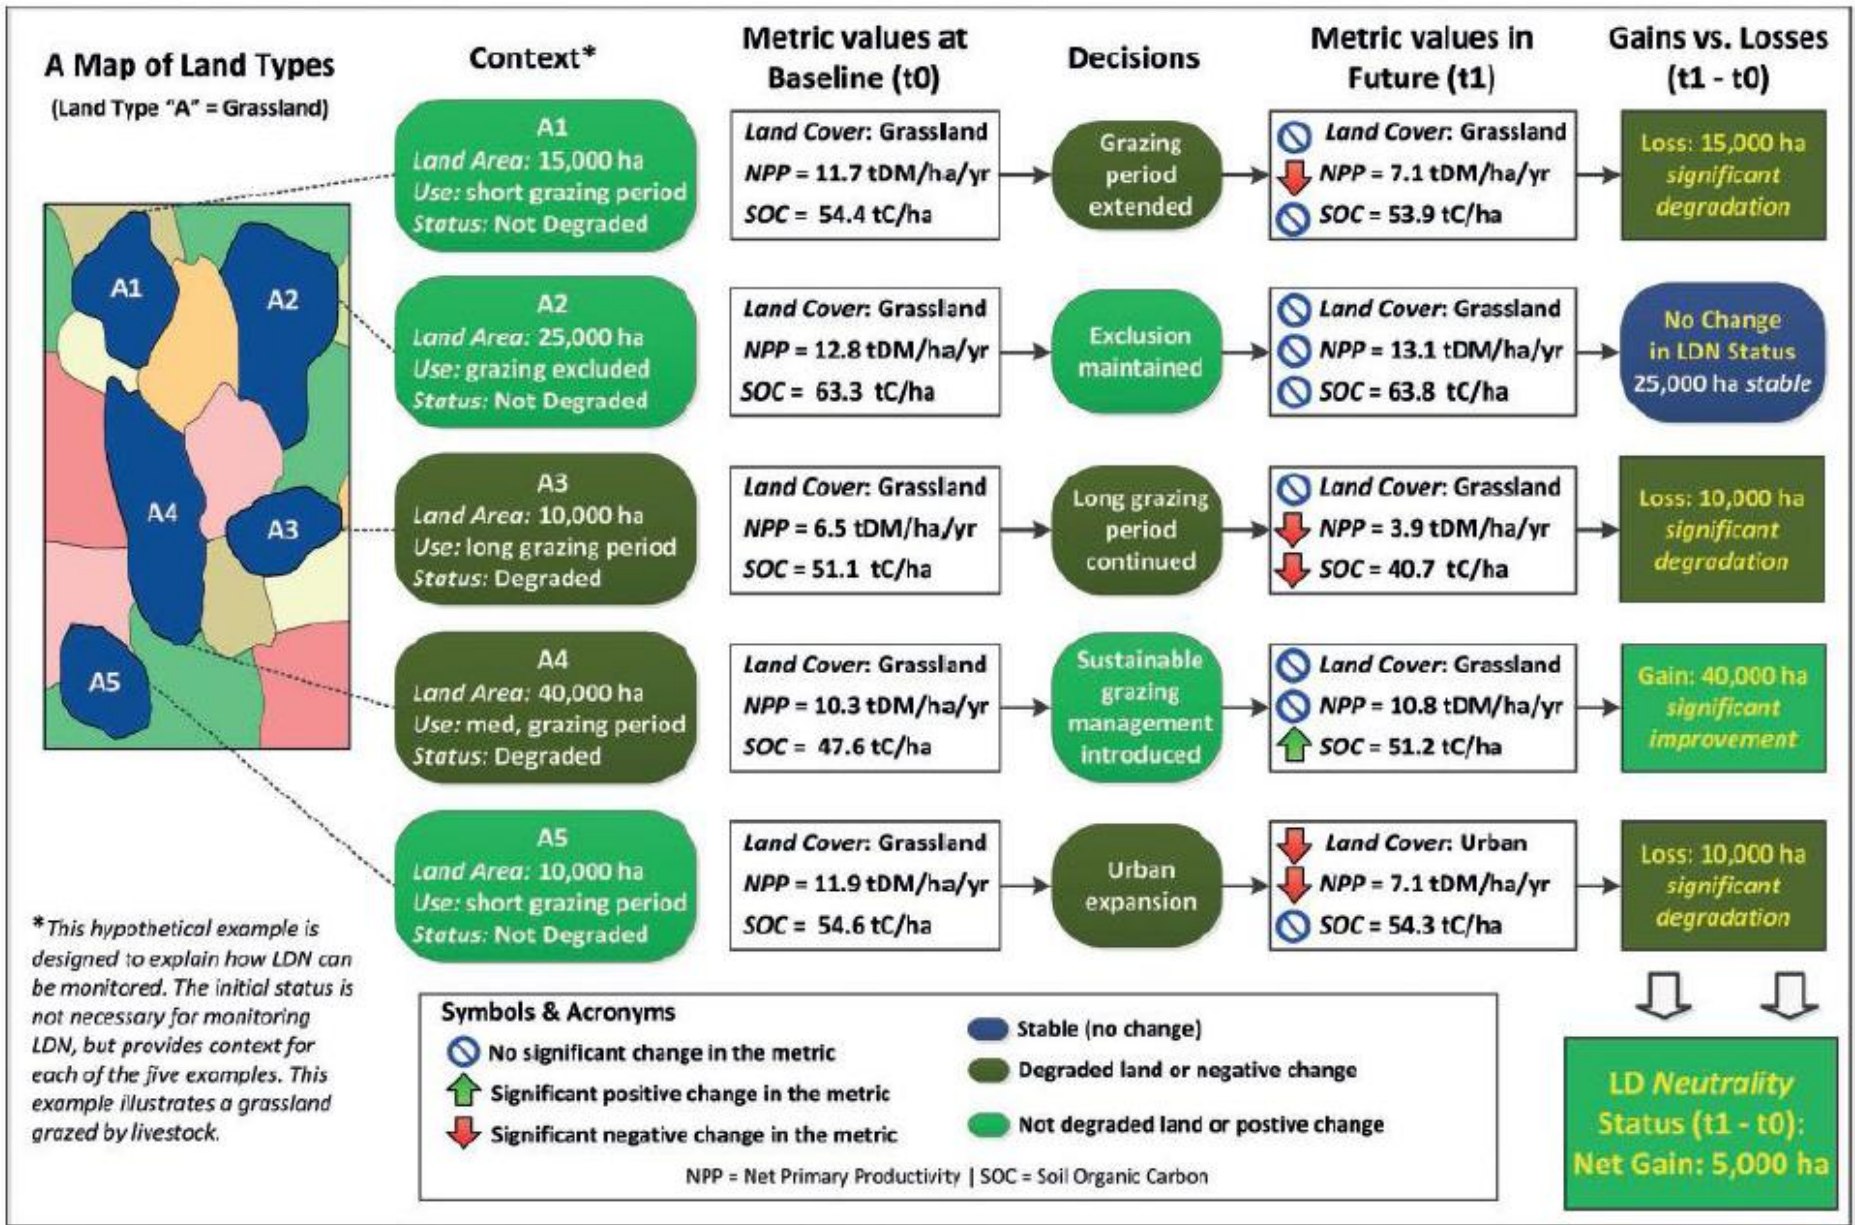 A Map of Land Types
(Land Type "A" = Grassland)
Context*
Metric values at
Baseline (t0)
Decisions
Metric values in
Future (t1)
Gains vs. Losses
(t1 - t0)
A1
Land Area: 15,000 ha
Use: short grazing period
Status: Not Degraded
Land Cover: Grassland
NPP = 11.7 tDM/ha/yr
SOC = 54.4 tC/ha
Grazing
period
extended
Land Cover: Grassland
NPP = 7.1 tDM/ha/yr
SOC = 53.9 tC/ha
Loss: 15,000 ha
significant
degradation
A2
Land Area: 25,000 ha
Use: grazing excluded
Status: Not Degraded
Land Cover: Grassland
NPP = 12.8 tDM/ha/yr
SOC = 63.3 tC/ha
Exclusion
maintained
Land Cover: Grassland
NPP = 13.1 tDM/ha/yr
SOC = 63.8 tC/ha
No Change
in LDN Status
25,000 ha stable
A3
Land Area: 10,000 ha
Use: long grazing period
Status: Degraded
Land Cover: Grassland
NPP = 6.5 tDM/ha/yr
SOC = 51.1 tC/ha
Long grazing
period
continued
Land Cover: Grassland
NPP = 3.9 tDM/ha/yr
SOC = 40.7 tC/ha
Loss: 10,000 ha
significant
degradation
A4
Land Area: 40,000 ha
Use: med, grazing period
Status: Degraded
Land Cover: Grassland
NPP = 10.3 tDM/ha/yr
SOC = 47.6 tC/ha
Sustainable
grazing
management
introduced
Land Cover: Grassland
NPP = 10.8 tDM/ha/yr
SOC = 51.2 tC/ha
Gain: 40,000 ha
significant
improvement
A5
Land Area: 10,000 ha
Use: short grazing period
Status: Not Degraded
Land Cover: Grassland
NPP = 11.9 tDM/ha/yr
SOC = 54.6 tC/ha
Urban
expansion
Land Cover: Urban
NPP = 7.1 tDM/ha/yr
SOC = 54.3 tC/ha
Loss: 10,000 ha
significant
degradation
A1
A2
A4
A3
A5
*This hypothetical example is
designed to explain how LDN can
be monitored. The initial status is
not necessary for monitoring
LDN, but provides context for
each of the five examples. This
example illustrates a grassland
grazed by livestock.
Symbols & Acronyms
No significant change in the metric
Significant positive change in the metric
Significant negative change in the metric
Stable (no change)
Degraded land or negative change
Not degraded land or postive change
NPP = Net Primary Productivity | SOC = Soil Organic Carbon
LD Neutrality
Status (t1 - t0):
Net Gain: 5,000 ha